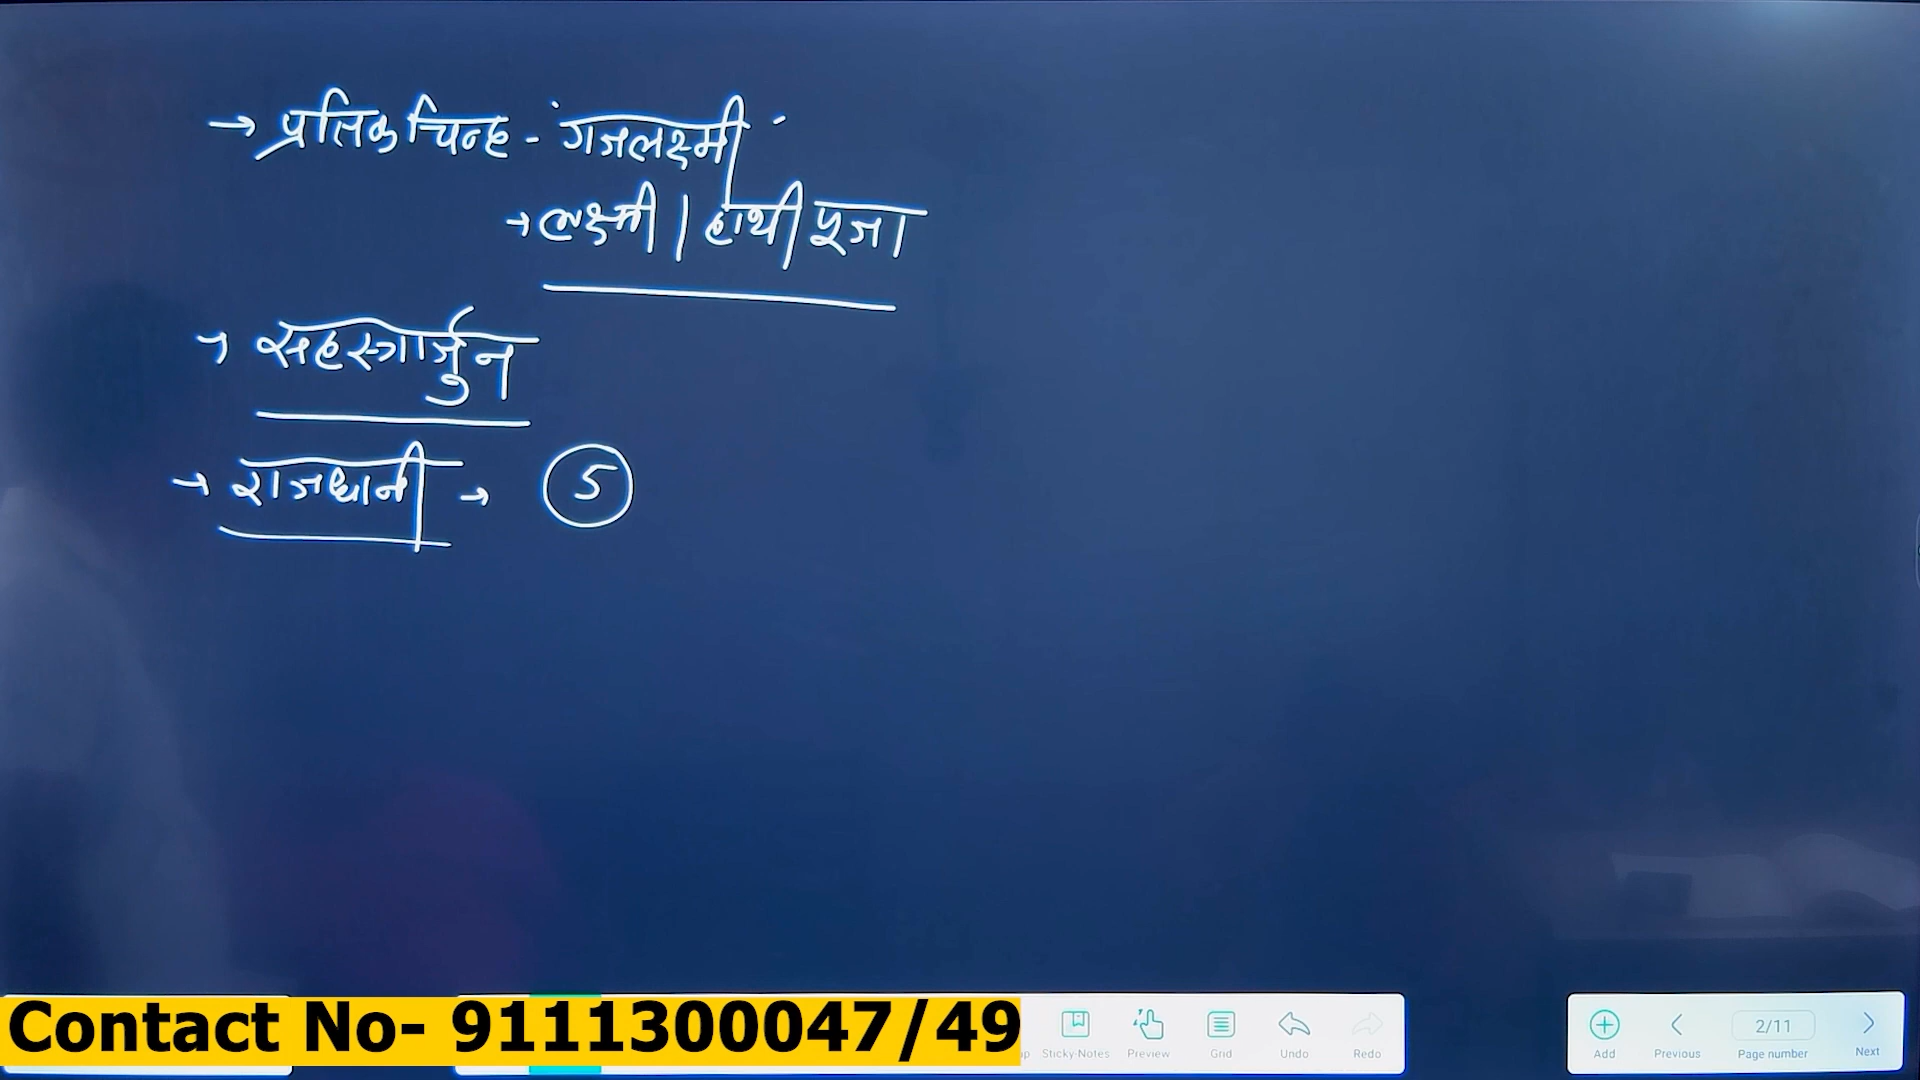 → प्रतिक चिन्ह - "गजलक्ष्मी"
→ लक्ष्मी | हाथी पूजा
→ सहस्त्रार्जुन
→ राजधानी → 5
Contact No- 9111300047/49
Sticky-Notes Preview Grid Undo Redo
Add Previous 2/11 Page number Next